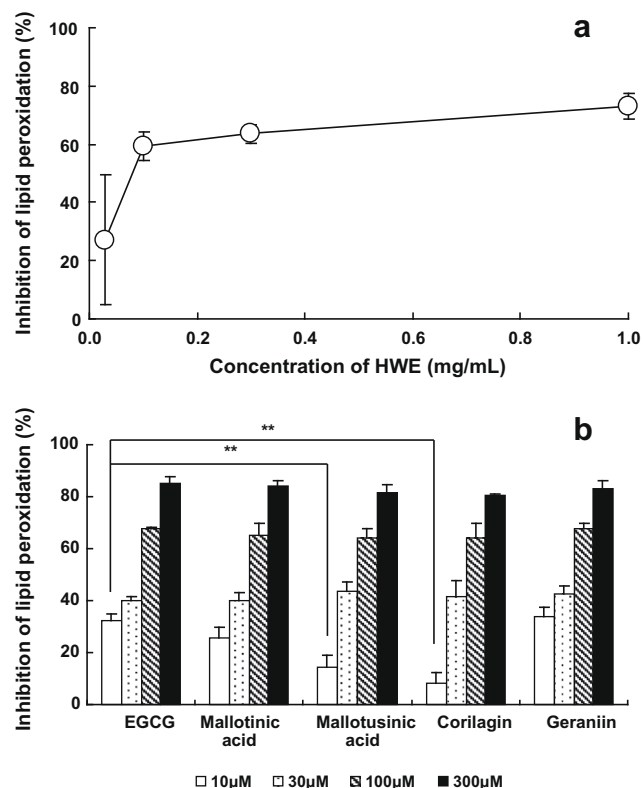 a
Inhibition of lipid peroxidation (%)
100
80
60
40
20
0
0.0 0.2 0.4 0.6 0.8 1.0
Concentration of HWE (mg/mL)
b
Inhibition of lipid peroxidation (%)
100
80
60
40
20
0
**
**
EGCG Mallotinic acid Mallotusinic acid Corilagin Geraniin
10μM 30μM 100μM 300μM